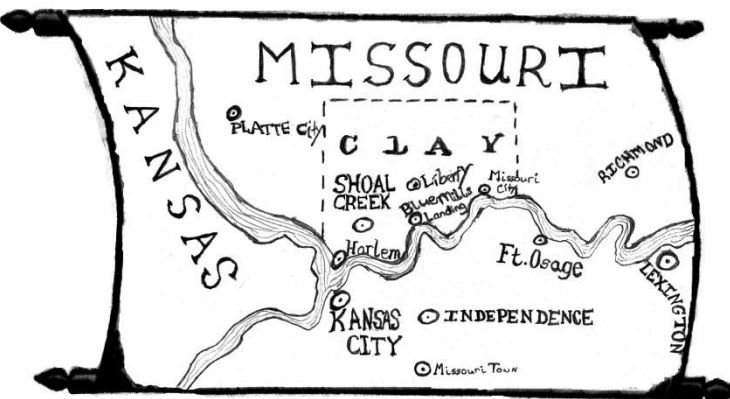 MISSOURI
KANSAS
PLATTE City
CLAY
RICHMOND
SHOAL
CREEK
Liberty
Missouri
City
Bluemills
Landing
Harlem
Ft. Osage
LEXINGTON
KANSAS
CITY
INDEPENDENCE
Missouri Town